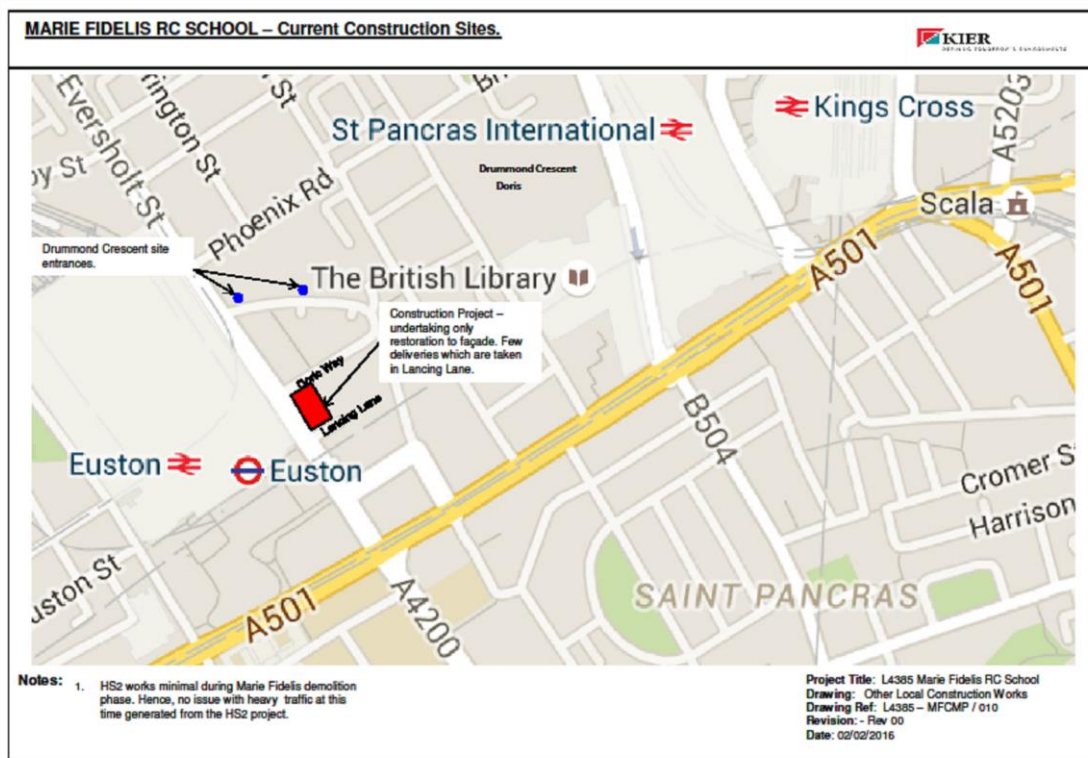 MARIE FIDELIS RC SCHOOL – Current Construction Sites.
KIER
Eversholt St
Phoenix Rd
St Pancras International
Kings Cross
A5203
Drummond Crescent
Doris
Scala
A501
A501
Drummond Crescent site
entrances.
The British Library
Construction Project –
undertaking only
restoration to façade. Few
deliveries which are taken
in Lancing Lane.
Doric Way
Lancing Lane
B504
Euston
Euston
Cromer S
Harrison
uston St
A501
A4200
SAINT PANCRAS
Notes:
1. HS2 works minimal during Marie Fidelis demolition
phase. Hence, no issue with heavy traffic at this
time generated from the HS2 project.
Project Title: L4385 Marie Fidelis RC School
Drawing: Other Local Construction Works
Drawing Ref: L4385 – MFCMP / 010
Revision: - Rev 00
Date: 02/02/2016